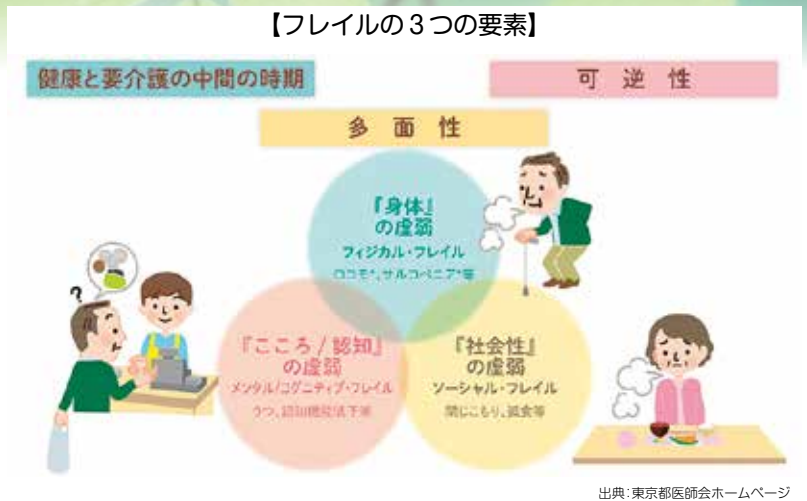 【フレイルの3つの要素】
健康と要介護の中間の時期
可逆性
多面性
『身体』
の虚弱
フィジカル・フレイル
ロコモ*、サルコペニア*等
?
『こころ/認知』
の虚弱
メンタル/コグニティブ・フレイル
うつ、認知機能低下等
『社会性』
の虚弱
ソーシャル・フレイル
閉じこもり、孤食等
出典:東京都医師会ホームページ